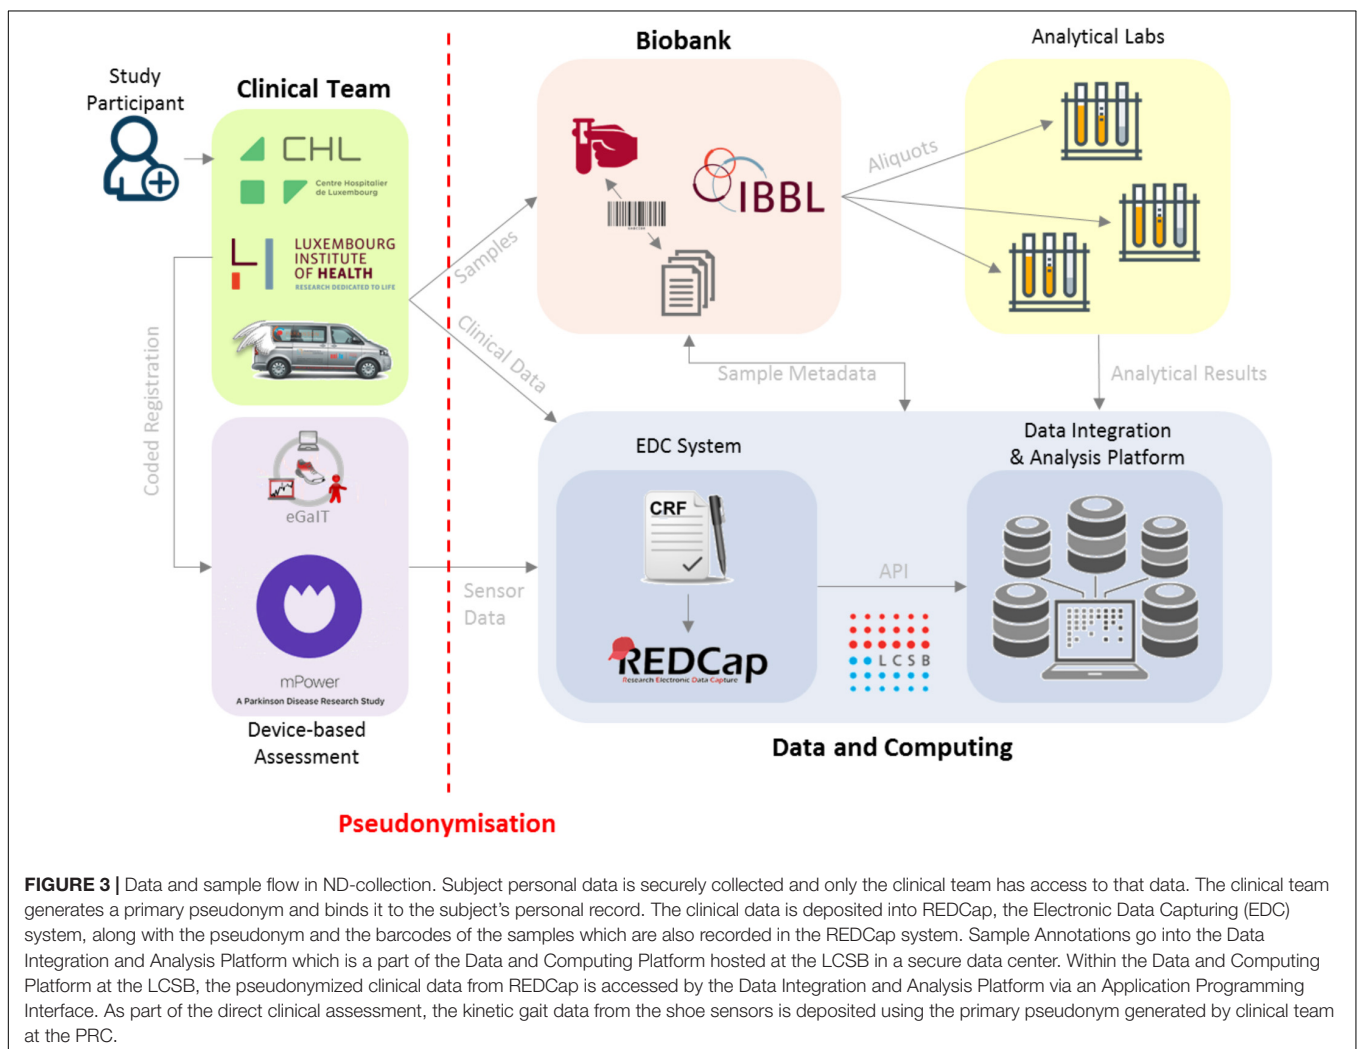 Study
Participant
Clinical Team
CHL
Centre Hospitalier
de Luxembourg
LUXEMBOURG
INSTITUTE
OF HEALTH
RESEARCH DEDICATED TO LIFE
Coded Registration
eGaIT
mPower
A Parkinson Disease Research Study
Device-based
Assessment
Pseudonymisation
Samples
Clinical Data
Sensor
Data
Biobank
IBBL
Aliquots
Analytical Labs
Sample Metadata
Analytical Results
EDC System
CRF
REDCap
Research Electronic Data Capture
API
LCSB
Data Integration
& Analysis Platform
Data and Computing
FIGURE 3 | Data and sample flow in ND-collection. Subject personal data is securely collected and only the clinical team has access to that data. The clinical team
generates a primary pseudonym and binds it to the subject's personal record. The clinical data is deposited into REDCap, the Electronic Data Capturing (EDC)
system, along with the pseudonym and the barcodes of the samples which are also recorded in the REDCap system. Sample Annotations go into the Data
Integration and Analysis Platform which is a part of the Data and Computing Platform hosted at the LCSB in a secure data center. Within the Data and Computing
Platform at the LCSB, the pseudonymized clinical data from REDCap is accessed by the Data Integration and Analysis Platform via an Application Programming
Interface. As part of the direct clinical assessment, the kinetic gait data from the shoe sensors is deposited using the primary pseudonym generated by clinical team
at the PRC.